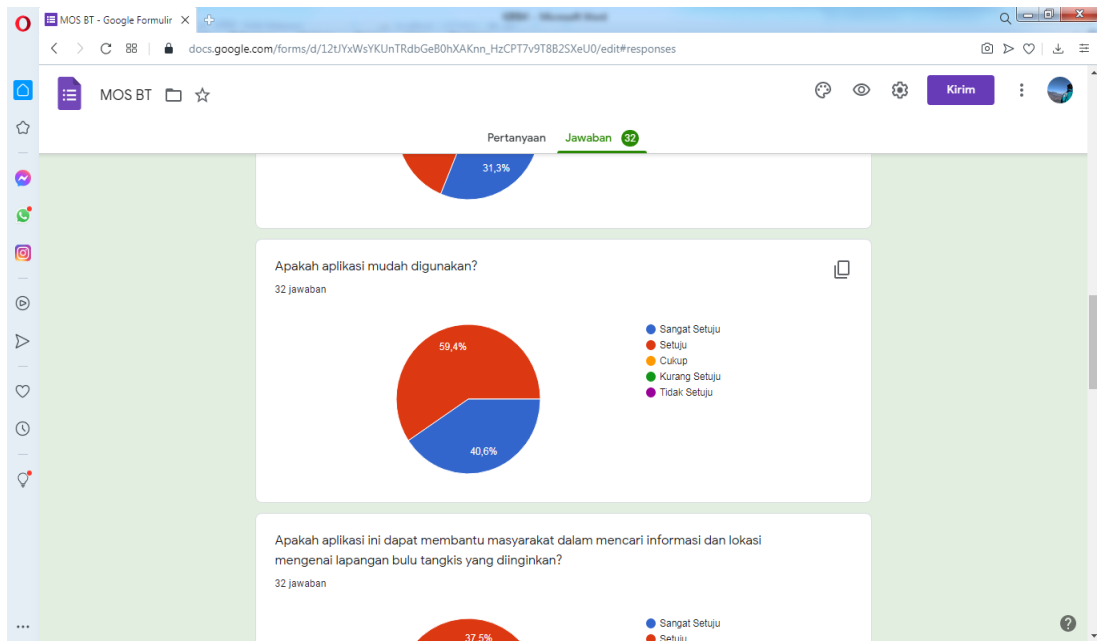 MOS BT - Google Formulir
docs.google.com/forms/d/12tJYxWsYKUnTRdbGeB0hXAKnn_HzCPT7v9T8B2SXeU0/edit#responses
MOS BT
Kirim
Pertanyaan Jawaban 32
31,3%
Apakah aplikasi mudah digunakan?
32 jawaban
59,4%
40,6%
Sangat Setuju
Setuju
Cukup
Kurang Setuju
Tidak Setuju
Apakah aplikasi ini dapat membantu masyarakat dalam mencari informasi dan lokasi
mengenai lapangan bulu tangkis yang diinginkan?
32 jawaban
37,5%
Sangat Setuju
Setuju